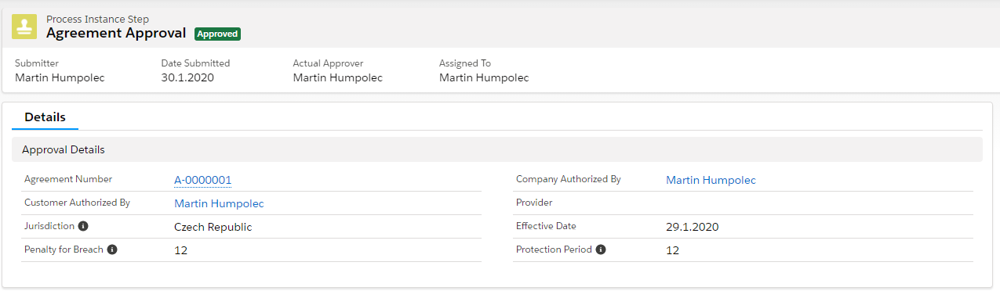 Process Instance Step
Agreement Approval Approved
Submitter Date Submitted Actual Approver Assigned To
Martin Humpolec 30.1.2020 Martin Humpolec Martin Humpolec
Details
Approval Details
Agreement Number A-0000001 Company Authorized By Martin Humpolec
Customer Authorized By Martin Humpolec Provider
Jurisdiction Czech Republic Effective Date 29.1.2020
Penalty for Breach 12 Protection Period 12